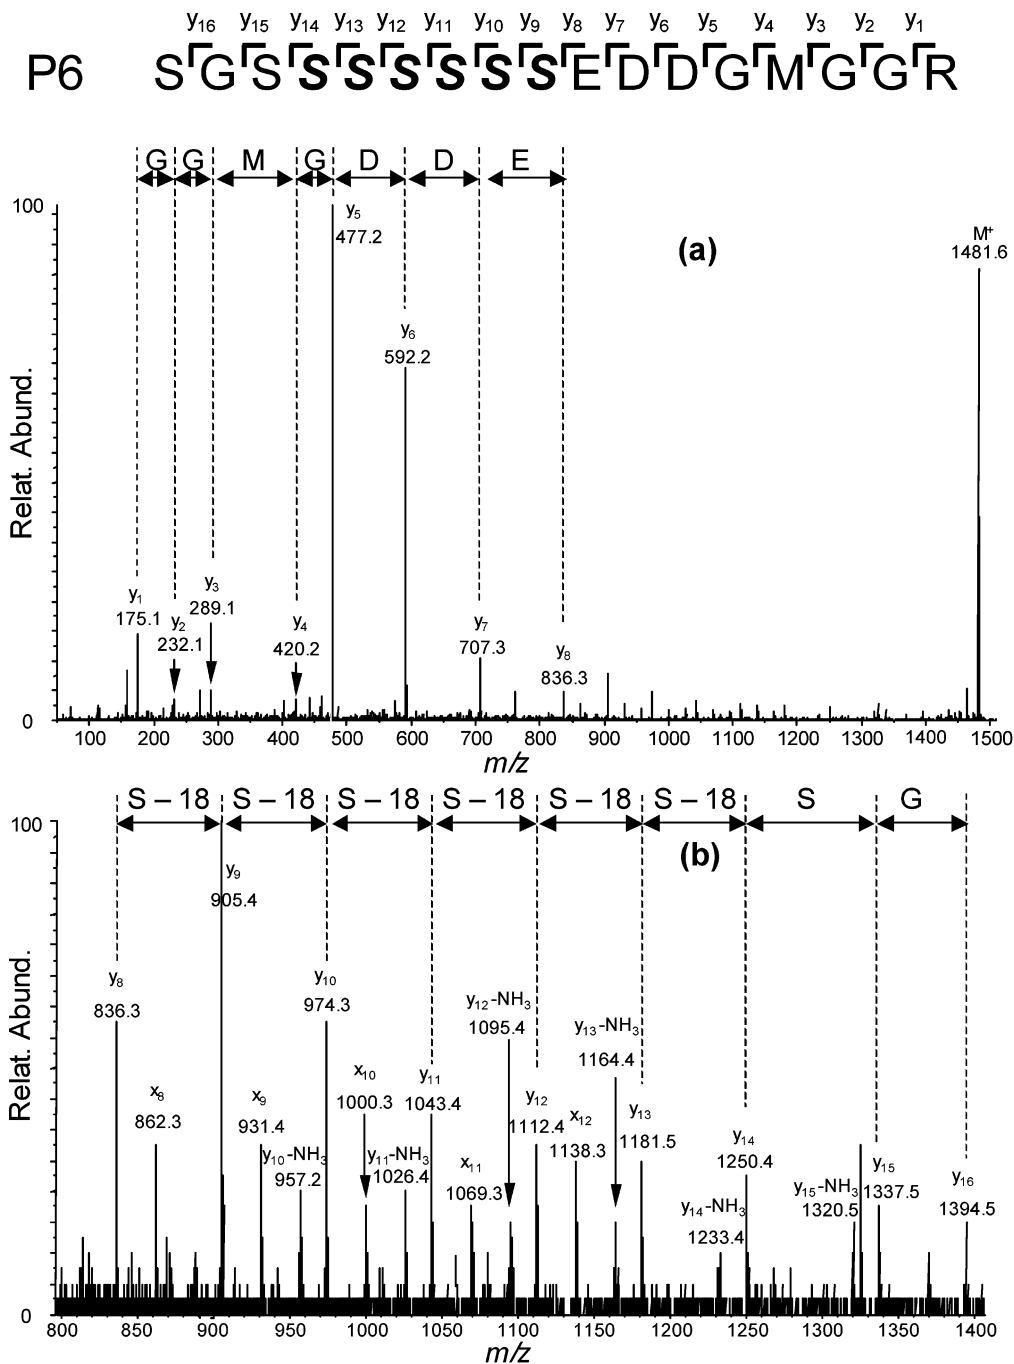 y16 y15 y14 y13 y12 y11 y10 y9 y8 y7 y6 y5 y4 y3 y2 y1
P6 SGSSSSSSSEDDGMGGR
G G M G D D E
100
y5
477.2
(a)
M+
1481.6
y6
592.2
Relat. Abund.
y1
175.1
y2
232.1
y3
289.1
y4
420.2
y7
707.3
y8
836.3
0
100 200 300 400 500 600 700 800 900 1000 1100 1200 1300 1400 1500
m/z
S – 18 S – 18 S – 18 S – 18 S – 18 S – 18 S G
100
(b)
y9
905.4
Relat. Abund.
y8
836.3
y10
974.3
y12-NH3
1095.4
y13-NH3
1164.4
x8
862.3
x9
931.4
x10
1000.3
y11
1043.4
y12
1112.4
x12
1138.3
y13
1181.5
y10-NH3
957.2
y11-NH3
1026.4
x11
1069.3
y14
1250.4
y14-NH3
1233.4
y15-NH3
1320.5
y15
1337.5
y16
1394.5
0
800 850 900 950 1000 1050 1100 1150 1200 1250 1300 1350 1400
m/z